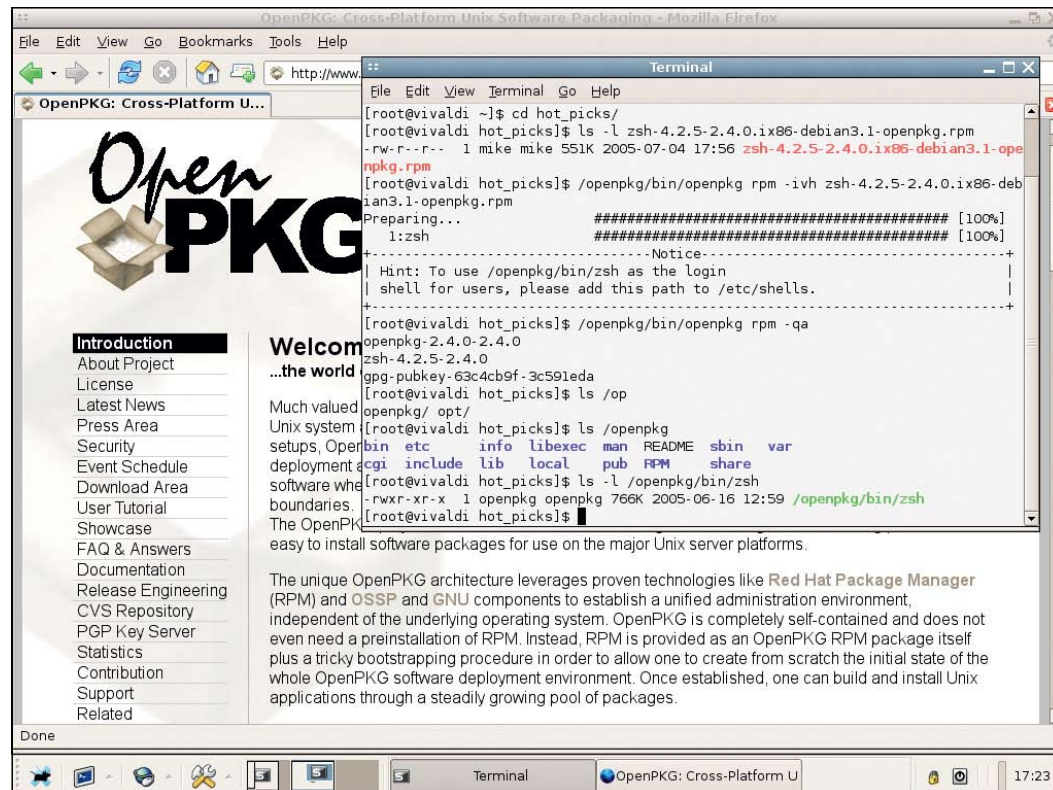 OpenPKG: Cross-Platform Unix Software Packaging - Mozilla Firefox
File Edit View Go Bookmarks Tools Help
http://www.
OpenPKG: Cross-Platform U...
Open
PKG
Introduction
About Project
License
Latest News
Press Area
Security
Event Schedule
Download Area
User Tutorial
Showcase
FAQ & Answers
Documentation
Release Engineering
CVS Repository
PGP Key Server
Statistics
Contribution
Support
Related
Welcom
...the world
Much valued
Unix system
setups, Oper
deployment a
software whe
boundaries.
The OpenPK
easy to install software packages for use on the major Unix server platforms.
The unique OpenPKG architecture leverages proven technologies like Red Hat Package Manager
(RPM) and OSSP and GNU components to establish a unified administration environment,
independent of the underlying operating system. OpenPKG is completely self-contained and does not
even need a preinstallation of RPM. Instead, RPM is provided as an OpenPKG RPM package itself
plus a tricky bootstrapping procedure in order to allow one to create from scratch the initial state of the
whole OpenPKG software deployment environment. Once established, one can build and install Unix
applications through a steadily growing pool of packages.
Terminal
File Edit View Terminal Go Help
[root@vivaldi ~]$ cd hot_picks/
[root@vivaldi hot_picks]$ ls -l zsh-4.2.5-2.4.0.ix86-debian3.1-openpkg.rpm
-rw-r--r-- 1 mike mike 551K 2005-07-04 17:56 zsh-4.2.5-2.4.0.ix86-debian3.1-ope
npkg.rpm
[root@vivaldi hot_picks]$ /openpkg/bin/openpkg rpm -ivh zsh-4.2.5-2.4.0.ix86-deb
ian3.1-openpkg.rpm
Preparing... ########################################### [100%]
1:zsh ########################################### [100%]
+----------------------------------Notice-------------------------------------+
| Hint: To use /openpkg/bin/zsh as the login |
| shell for users, please add this path to /etc/shells. |
+-----------------------------------------------------------------------------+
[root@vivaldi hot_picks]$ /openpkg/bin/openpkg rpm -qa
openpkg-2.4.0-2.4.0
zsh-4.2.5-2.4.0
gpg-pubkey-63c4cb9f-3c591eda
[root@vivaldi hot_picks]$ ls /op
openpkg/ opt/
[root@vivaldi hot_picks]$ ls /openpkg
bin etc info libexec man README sbin var
cgi include lib local pub RPM share
[root@vivaldi hot_picks]$ ls -l /openpkg/bin/zsh
-rwxr-xr-x 1 openpkg openpkg 766K 2005-06-16 12:59 /openpkg/bin/zsh
[root@vivaldi hot_picks]$
Done
Terminal
OpenPKG: Cross-Platform U
17:23